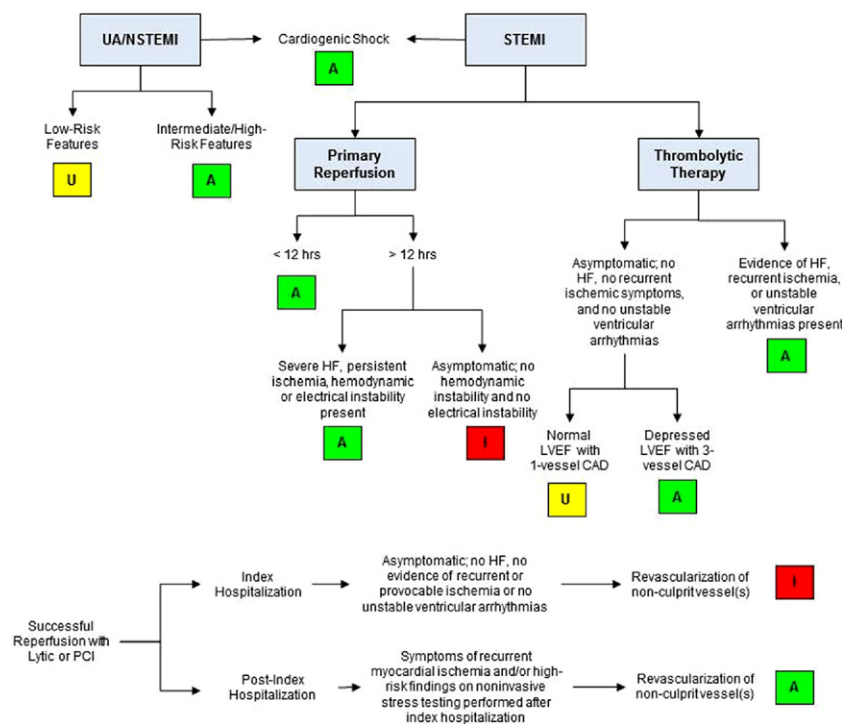 UA/NSTEMI
Cardiogenic Shock
A
STEMI
Low-Risk
Features
U
Intermediate/High-
Risk Features
A
Primary
Reperfusion
Thrombolytic
Therapy
< 12 hrs
A
> 12 hrs
Asymptomatic; no
HF, no recurrent
ischemic symptoms,
and no unstable
ventricular
arrhythmias
Evidence of HF,
recurrent ischemia,
or unstable
ventricular
arrhythmias present
A
Severe HF, persistent
ischemia, hemodynamic
or electrical instability
present
A
Asymptomatic; no
hemodynamic
instability and no
electrical instability
I
Normal
LVEF with
1-vessel CAD
U
Depressed
LVEF with 3-
vessel CAD
A
Successful
Reperfusion with
Lytic or PCI
Index
Hospitalization
Asymptomatic; no HF, no
evidence of recurrent or
provocable ischemia or no
unstable ventricular arrhythmias
Revascularization of
non-culprit vessel(s)
I
Post-Index
Hospitalization
Symptoms of recurrent
myocardial ischemia and/or high-
risk findings on noninvasive
stress testing performed after
index hospitalization
Revascularization of
non-culprit vessel(s)
A